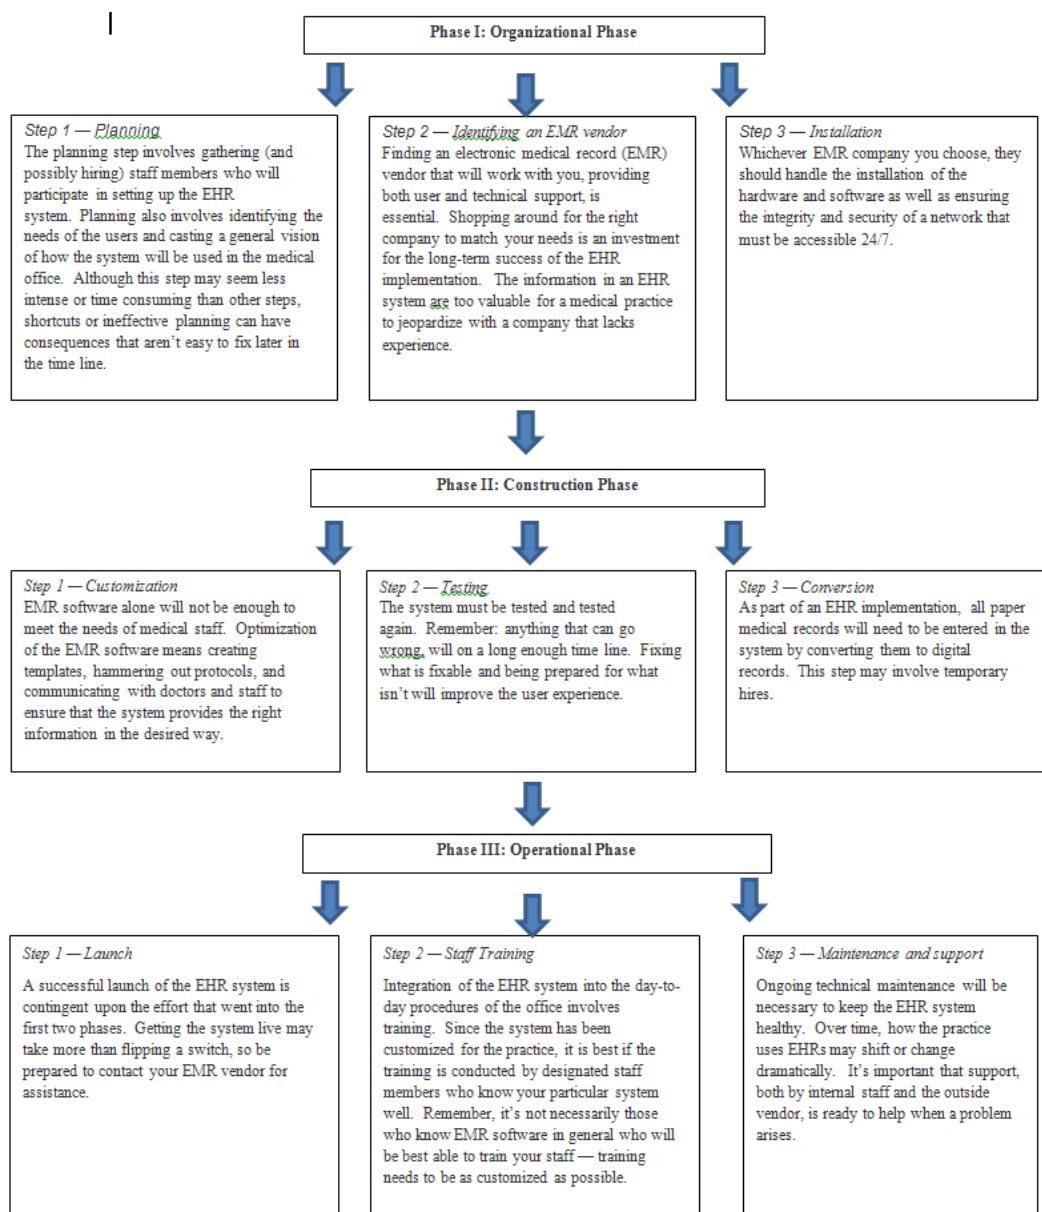 Phase I: Organizational Phase
Step 1 — Planning
The planning step involves gathering (and
possibly hiring) staff members who will
participate in setting up the EHR
system. Planning also involves identifying the
needs of the users and casting a general vision
of how the system will be used in the medical
office. Although this step may seem less
intense or time consuming than other steps,
shortcuts or ineffective planning can have
consequences that aren't easy to fix later in
the time line.
Step 2 — Identifying an EMR vendor
Finding an electronic medical record (EMR)
vendor that will work with you, providing
both user and technical support, is
essential. Shopping around for the right
company to match your needs is an investment
for the long-term success of the EHR
implementation. The information in an EHR
system are too valuable for a medical practice
to jeopardize with a company that lacks
experience.
Step 3 — Installation
Whichever EMR company you choose, they
should handle the installation of the
hardware and software as well as ensuring
the integrity and security of a network that
must be accessible 24/7.
Phase II: Construction Phase
Step 1 — Customization
EMR software alone will not be enough to
meet the needs of medical staff. Optimization
of the EMR software means creating
templates, hammering out protocols, and
communicating with doctors and staff to
ensure that the system provides the right
information in the desired way.
Step 2 — Testing
The system must be tested and tested
again. Remember: anything that can go
wrong, will on a long enough time line. Fixing
what is fixable and being prepared for what
isn't will improve the user experience.
Step 3 — Conversion
As part of an EHR implementation, all paper
medical records will need to be entered in the
system by converting them to digital
records. This step may involve temporary
hires.
Phase III: Operational Phase
Step 1 — Launch
A successful launch of the EHR system is
contingent upon the effort that went into the
first two phases. Getting the system live may
take more than flipping a switch, so be
prepared to contact your EMR vendor for
assistance.
Step 2 — Staff Training
Integration of the EHR system into the day-to-
day procedures of the office involves
training. Since the system has been
customized for the practice, it is best if the
training is conducted by designated staff
members who know your particular system
well. Remember, it's not necessarily those
who know EMR software in general who will
be best able to train your staff — training
needs to be as customized as possible.
Step 3 — Maintenance and support
Ongoing technical maintenance will be
necessary to keep the EHR system
healthy. Over time, how the practice
uses EHRs may shift or change
dramatically. It's important that support,
both by internal staff and the outside
vendor, is ready to help when a problem
arises.